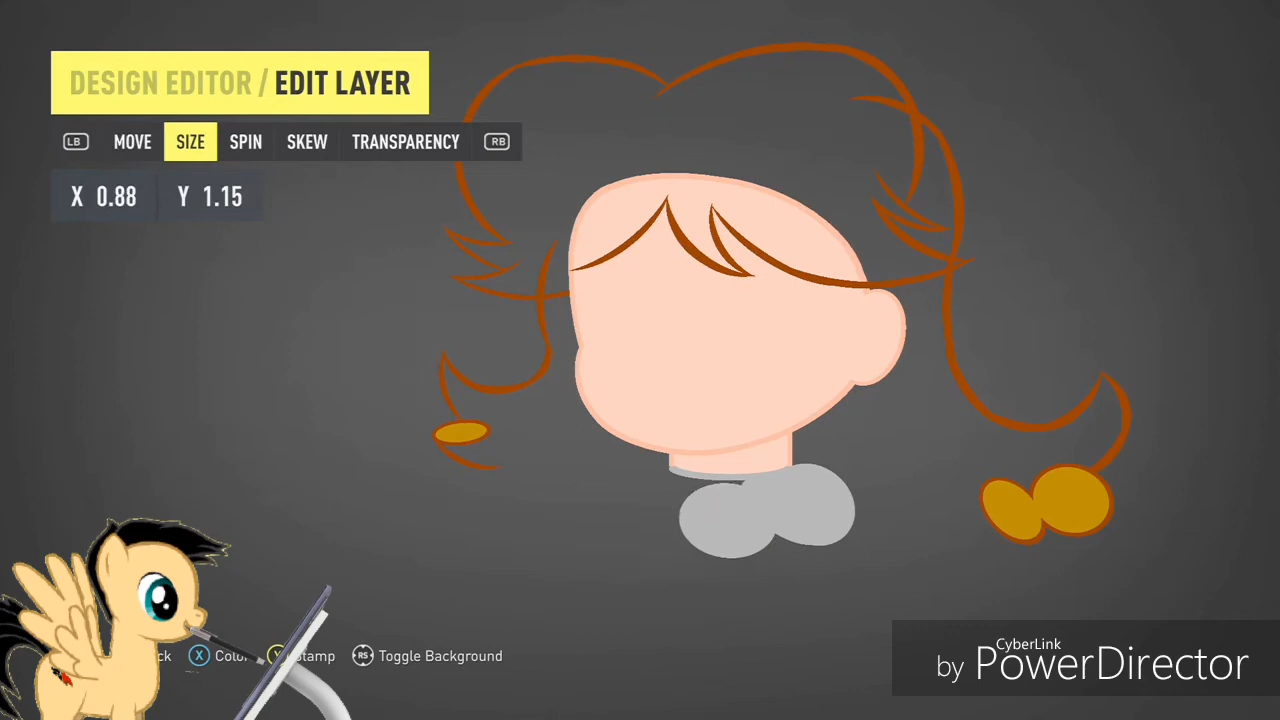 DESIGN EDITOR / EDIT LAYER
LB MOVE SIZE SPIN SKEW TRANSPARENCY RB
X 0.88 Y 1.15
X Y RS Toggle Background
CyberLink
by PowerDirector